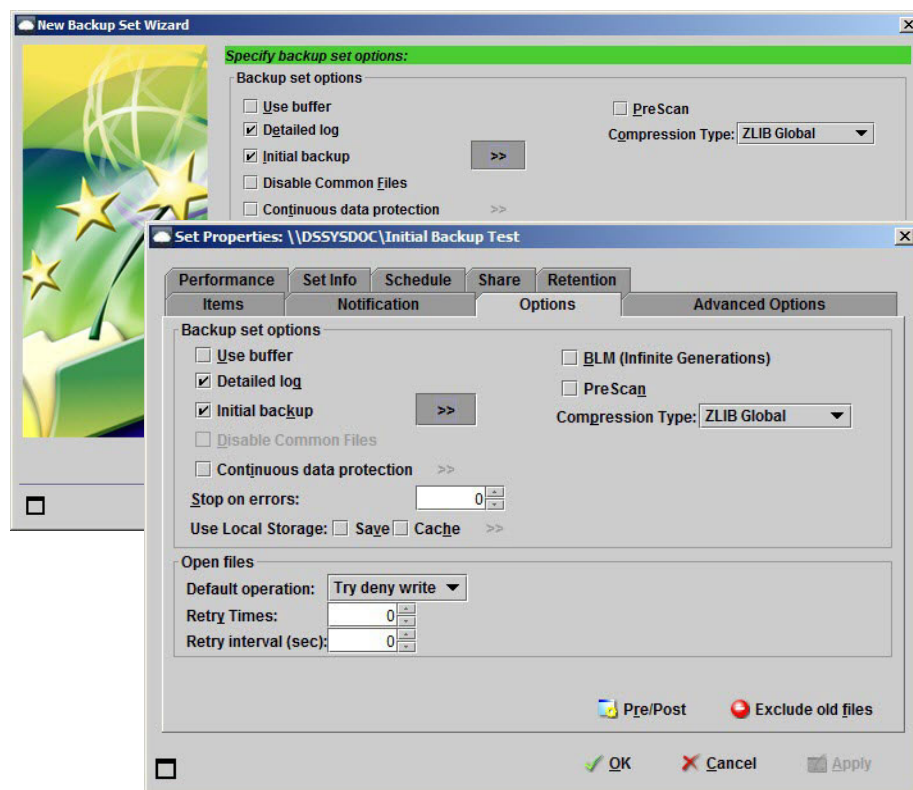 New Backup Set Wizard
Specify backup set options:
Backup set options
Use buffer
PreScan
Detailed log
Compression Type: ZLIB Global
Initial backup >>
Disable Common Files
Continuous data protection >>
Set Properties: \\DSSYSDOC\Initial Backup Test
Performance Set Info Schedule Share Retention
Items Notification Options Advanced Options
Backup set options
Use buffer
BLM (Infinite Generations)
Detailed log
PreScan
Initial backup >>
Compression Type: ZLIB Global
Disable Common Files
Continuous data protection >>
Stop on errors: 0
Use Local Storage: Save Cache >>
Open files
Default operation: Try deny write
Retry Times: 0
Retry interval (sec): 0
Pre/Post Exclude old files
OK Cancel Apply